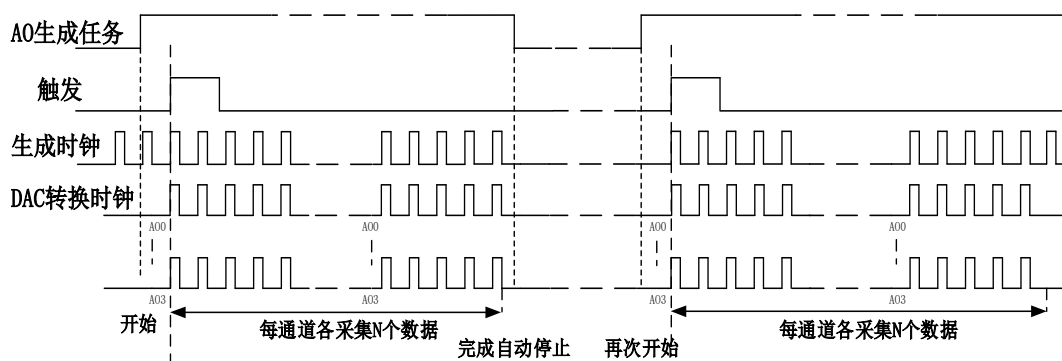 AO生成任务
触发
生成时钟
DAC转换时钟
AO0
AO0
AO0
AO0
AO3
AO3
AO3
AO3
开始
每通道各采集N个数据
完成自动停止
再次开始
每通道各采集N个数据